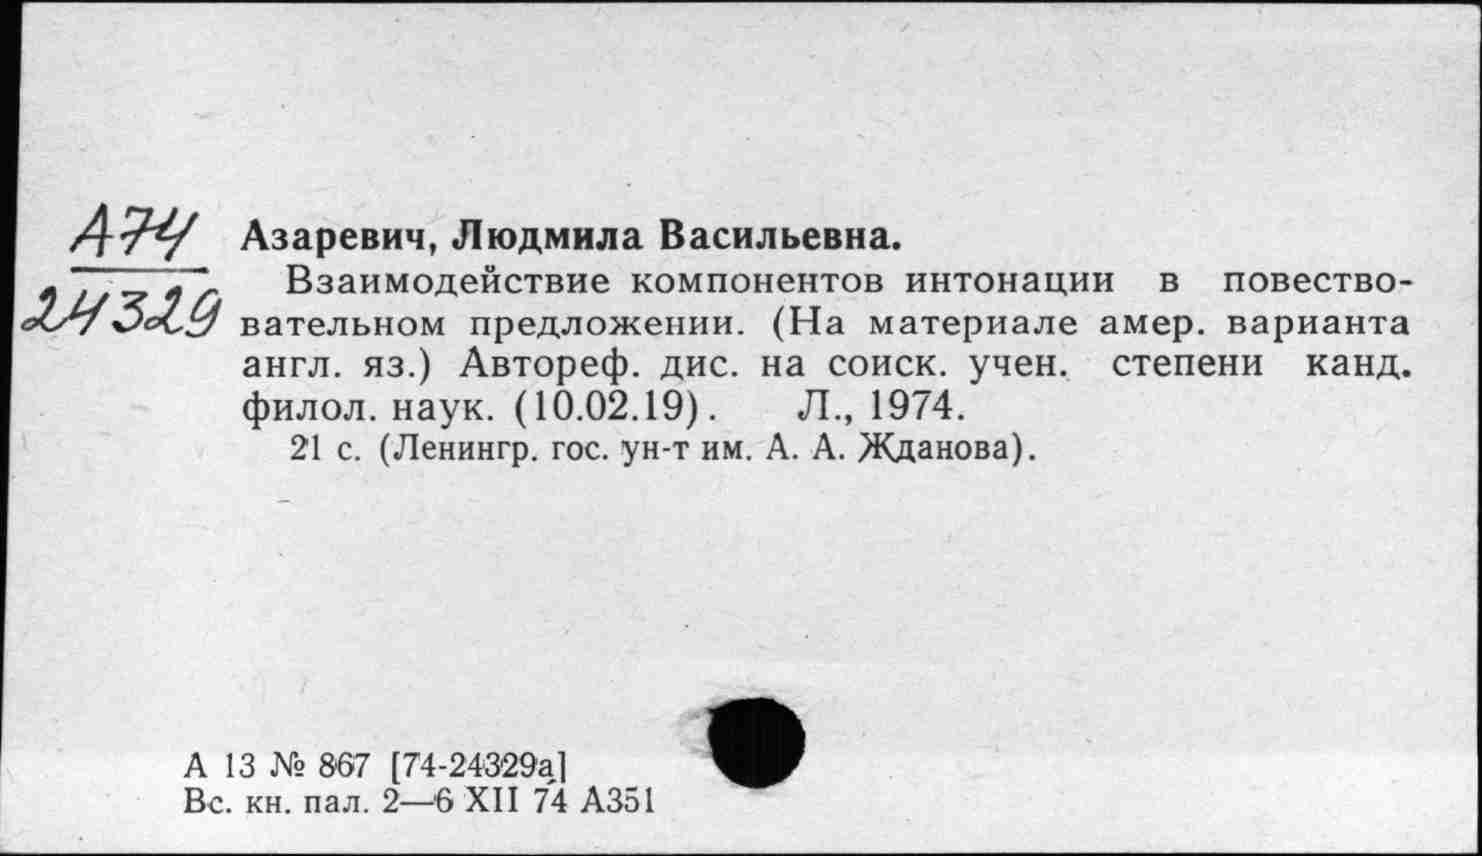 А74
24329
Азаревич, Людмила Васильевна.
Взаимодействие компонентов интонации в повество-
вательном предложении. (На материале амер. варианта
англ. яз.) Автореф. дис. на соиск. учен. степени канд.
филол. наук. (10.02.19). Л., 1974.
21 с. (Ленингр. гос. ун-т им. А. А. Жданова).
А 13 № 867 [74-24329а]
Вс. кн. пал. 2—6 XII 74 А351